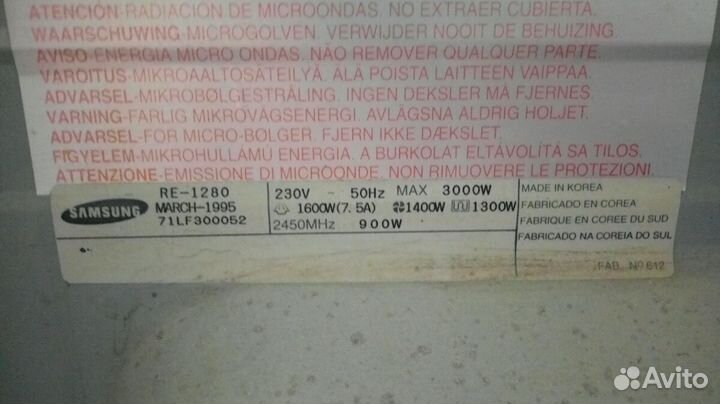 ATENCIÓN-RADIACIÓN DE MICROONDAS. NO EXTRAER CUBIERTA.
WAARSCHUWING-MICROGOLVEN. VERWIJDER NOOIT DE BEHUIZING.
AVISO-ENERGIA MICRO ONDAS. NÃO REMOVER QUALQUER PARTE.
VAROITUS-MIKROAALTOSÄTEILYÄ. ÄLÄ POISTA LAITTEEN VAIPPAA.
ADVARSEL-MIKROBØLGESTRÅLING. INGEN DEKSLER MÅ FJERNES.
VARNING-FARLIG MIKROVÅGSENERGI. AVLÄGSNA ALDRIG HOLJET.
ADVARSEL-FOR MICRO-BØLGER. FJERN IKKE DÆKSLET.
FIGYELEM-MIKROHULLÁMU ENERGIA. A BURKOLAT ELTÁVOLÍTÁ SA TILOS.
ATTENZIONE-EMISSIONE DI MICROONDE. NON RIMUOVERE LE PROTEZIONI.
SAMSUNG
RE-1280
MARCH-1995
71LF300052
230V ~ 50Hz MAX 3000W
1600W(7.5A) 1400W 1300W
2450MHz 900W
MADE IN KOREA
FABRICADO EN COREA
FABRIQUE EN COREE DU SUD
FABRICADO NA COREIA DO SUL
FAB. Nº 612
Avito